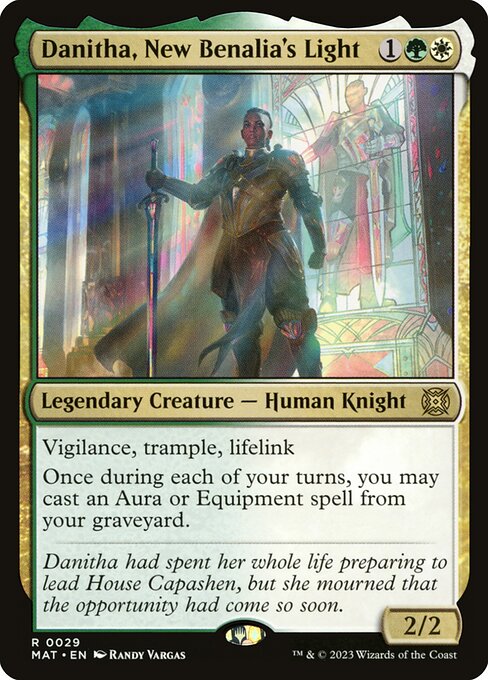 Danitha, New Benalia's Light 1
Legendary Creature — Human Knight
Vigilance, trample, lifelink
Once during each of your turns, you may
cast an Aura or Equipment spell from
your graveyard.
Danitha had spent her whole life preparing to
lead House Capashen, but she mourned that
the opportunity had come so soon.
2/2
R 0029
MAT • EN Randy Vargas
™ & © 2023 Wizards of the Coast